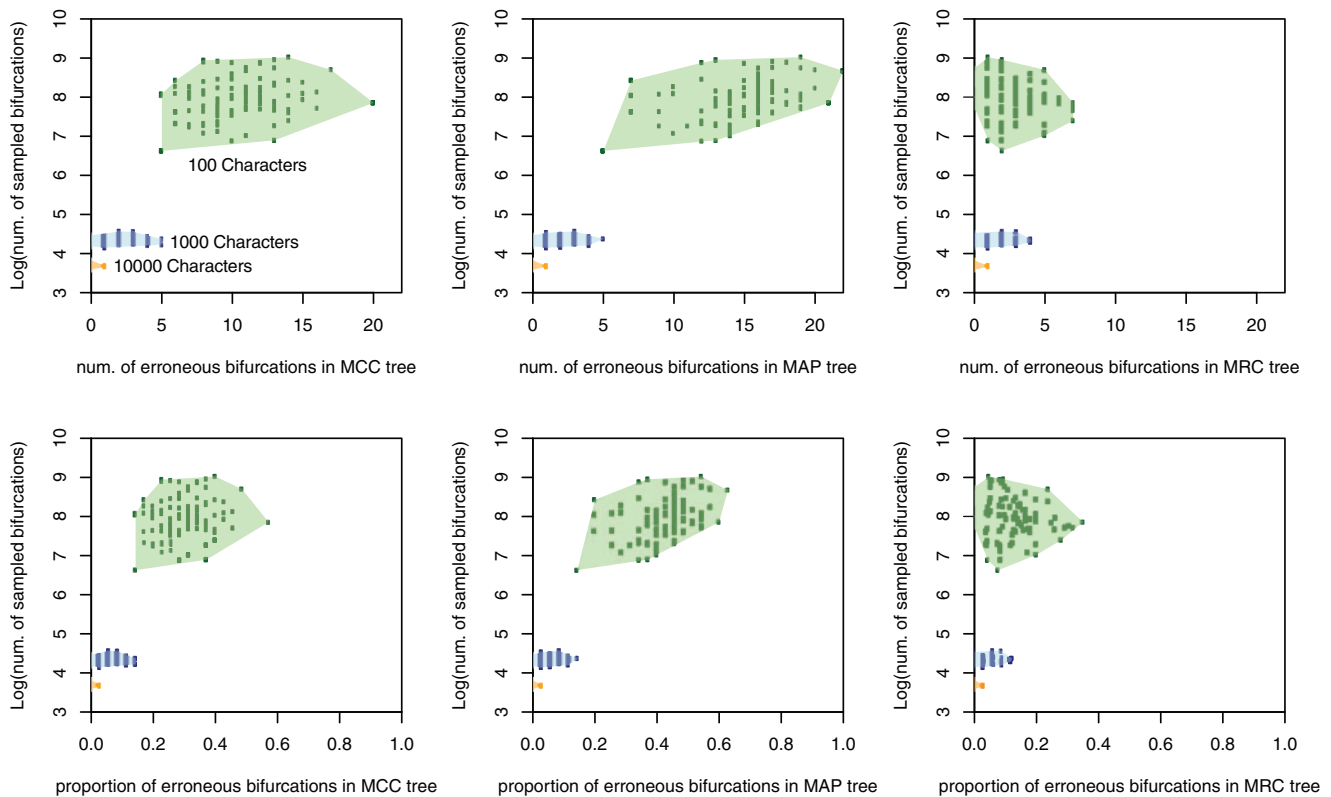 Log(num. of sampled bifurcations)
10
9
8
7
6
5
4
3
100 Characters
1000 Characters
10000 Characters
0 5 10 15 20
num. of erroneous bifurcations in MCC tree
Log(num. of sampled bifurcations)
10
9
8
7
6
5
4
3
0 5 10 15 20
num. of erroneous bifurcations in MAP tree
Log(num. of sampled bifurcations)
10
9
8
7
6
5
4
3
0 5 10 15 20
num. of erroneous bifurcations in MRC tree
Log(num. of sampled bifurcations)
10
9
8
7
6
5
4
3
0.0 0.2 0.4 0.6 0.8 1.0
proportion of erroneous bifurcations in MCC tree
Log(num. of sampled bifurcations)
10
9
8
7
6
5
4
3
0.0 0.2 0.4 0.6 0.8 1.0
proportion of erroneous bifurcations in MAP tree
Log(num. of sampled bifurcations)
10
9
8
7
6
5
4
3
0.0 0.2 0.4 0.6 0.8 1.0
proportion of erroneous bifurcations in MRC tree